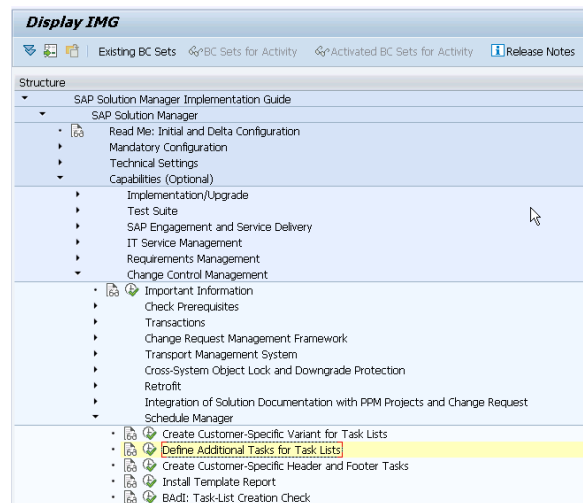 Display IMG
Existing BC Sets BC Sets for Activity Activated BC Sets for Activity Release Notes
Structure
SAP Solution Manager Implementation Guide
SAP Solution Manager
Read Me: Initial and Delta Configuration
Mandatory Configuration
Technical Settings
Capabilities (Optional)
Implementation/Upgrade
Test Suite
SAP Engagement and Service Delivery
IT Service Management
Requirements Management
Change Control Management
Important Information
Check Prerequisites
Transactions
Change Request Management Framework
Transport Management System
Cross-System Object Lock and Downgrade Protection
Retrofit
Integration of Solution Documentation with PPM Projects and Change Request
Schedule Manager
Create Customer-Specific Variant for Task Lists
Define Additional Tasks for Task Lists
Create Customer-Specific Header and Footer Tasks
Install Template Report
BAdI: Task-List Creation Check